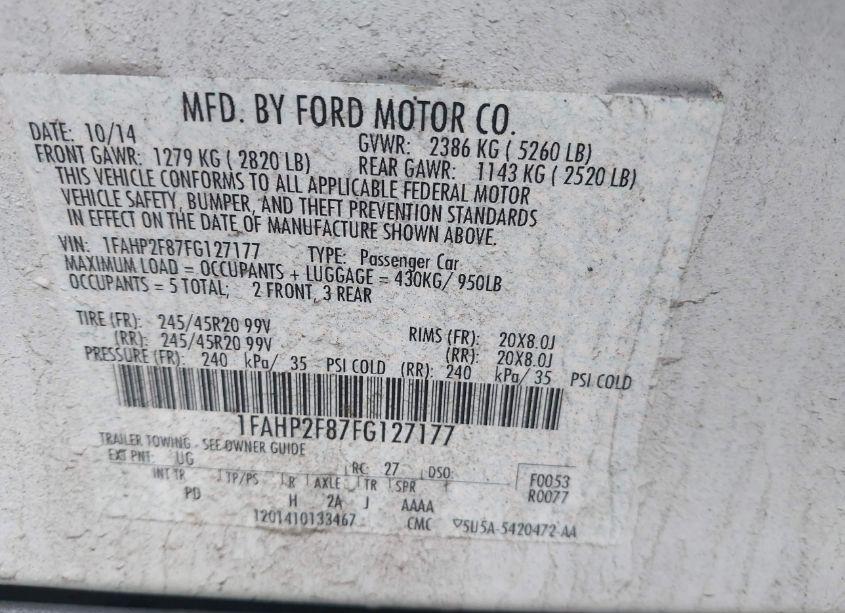 MFD. BY FORD MOTOR CO.
DATE: 10/14 GVWR: 2386 KG ( 5260 LB)
FRONT GAWR: 1279 KG ( 2820 LB) REAR GAWR: 1143 KG ( 2520 LB)
THIS VEHICLE CONFORMS TO ALL APPLICABLE FEDERAL MOTOR
VEHICLE SAFETY, BUMPER, AND THEFT PREVENTION STANDARDS
IN EFFECT ON THE DATE OF MANUFACTURE SHOWN ABOVE.
VIN: 1FAHP2F87FG127177 TYPE: Passenger Car
MAXIMUM LOAD = OCCUPANTS + LUGGAGE = 430KG/ 950LB
OCCUPANTS = 5 TOTAL; 2 FRONT, 3 REAR
TIRE (FR): 245/45R20 99V RIMS (FR): 20X8.0J
(RR): 245/45R20 99V (RR): 20X8.0J
PRESSURE (FR): 240 kPa/ 35 PSI COLD (RR): 240 kPa/ 35 PSI COLD
1FAHP2F87FG127177
TRAILER TOWING - SEE OWNER GUIDE
EXT PNT: UG RC: 27 DSO: F0053
INT TR TP/PS R AXLE TR SPR R0077
PD H 2A J AAAA
1201410133467 CMC ▽5U5A-5420472-AA